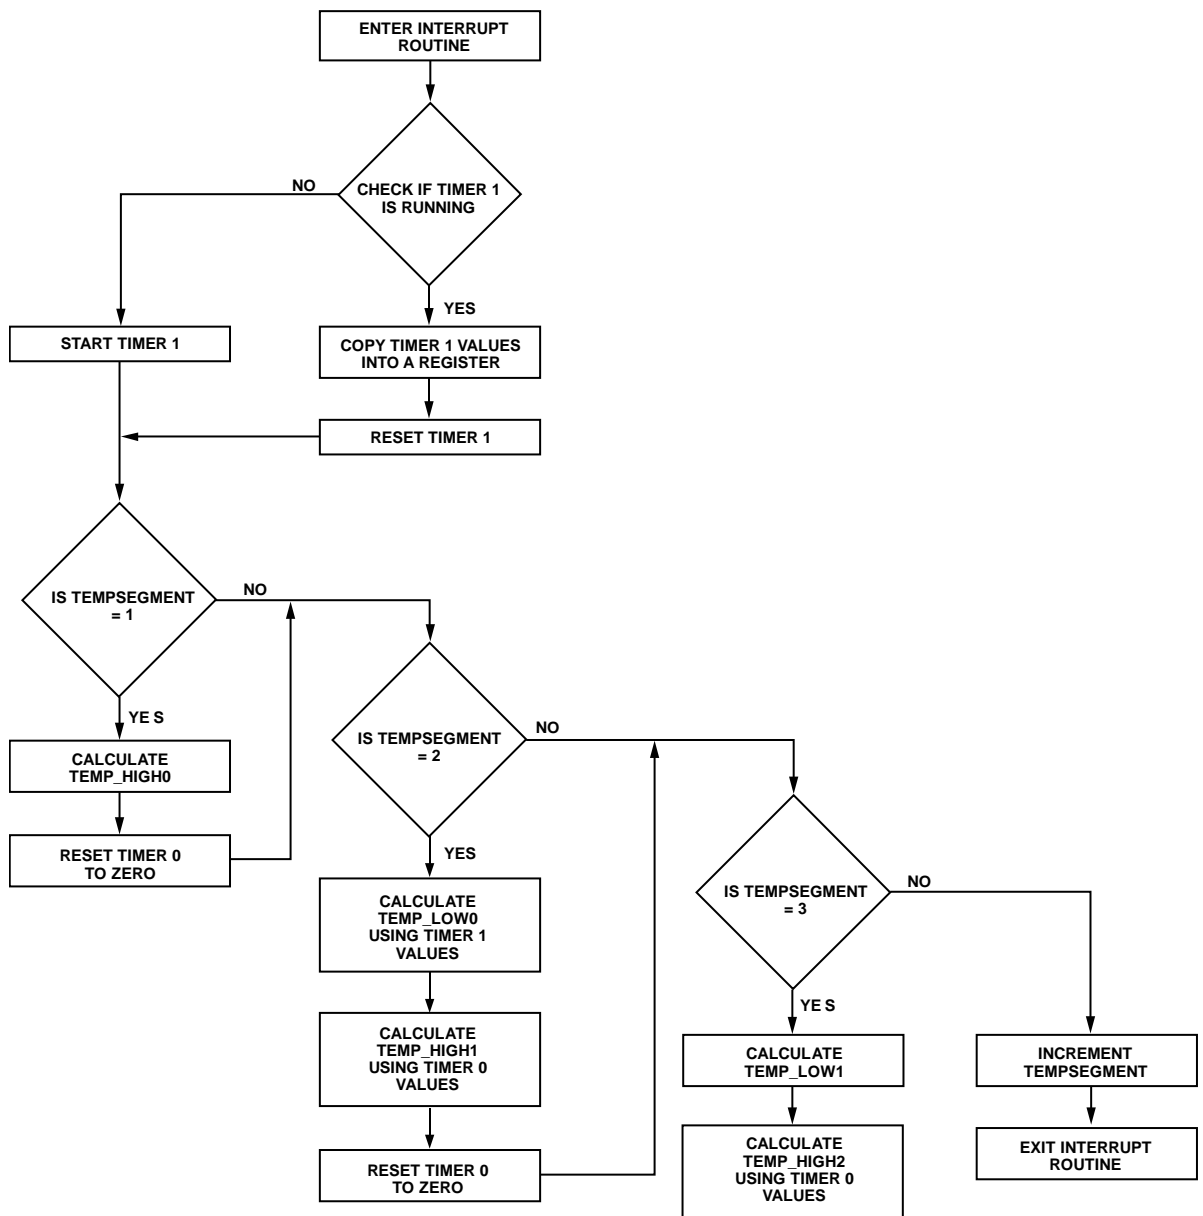 ENTER INTERRUPT
ROUTINE
CHECK IF TIMER 1
IS RUNNING
NO
YES
START TIMER 1
COPY TIMER 1 VALUES
INTO A REGISTER
RESET TIMER 1
IS TEMPSEGMENT
= 1
NO
YE S
CALCULATE
TEMP_HIGH0
RESET TIMER 0
TO ZERO
IS TEMPSEGMENT
= 2
NO
YES
CALCULATE
TEMP_LOW0
USING TIMER 1
VALUES
CALCULATE
TEMP_HIGH1
USING TIMER 0
VALUES
RESET TIMER 0
TO ZERO
IS TEMPSEGMENT
= 3
NO
YE S
CALCULATE
TEMP_LOW1
CALCULATE
TEMP_HIGH2
USING TIMER 0
VALUES
INCREMENT
TEMPSEGMENT
EXIT INTERRUPT
ROUTINE